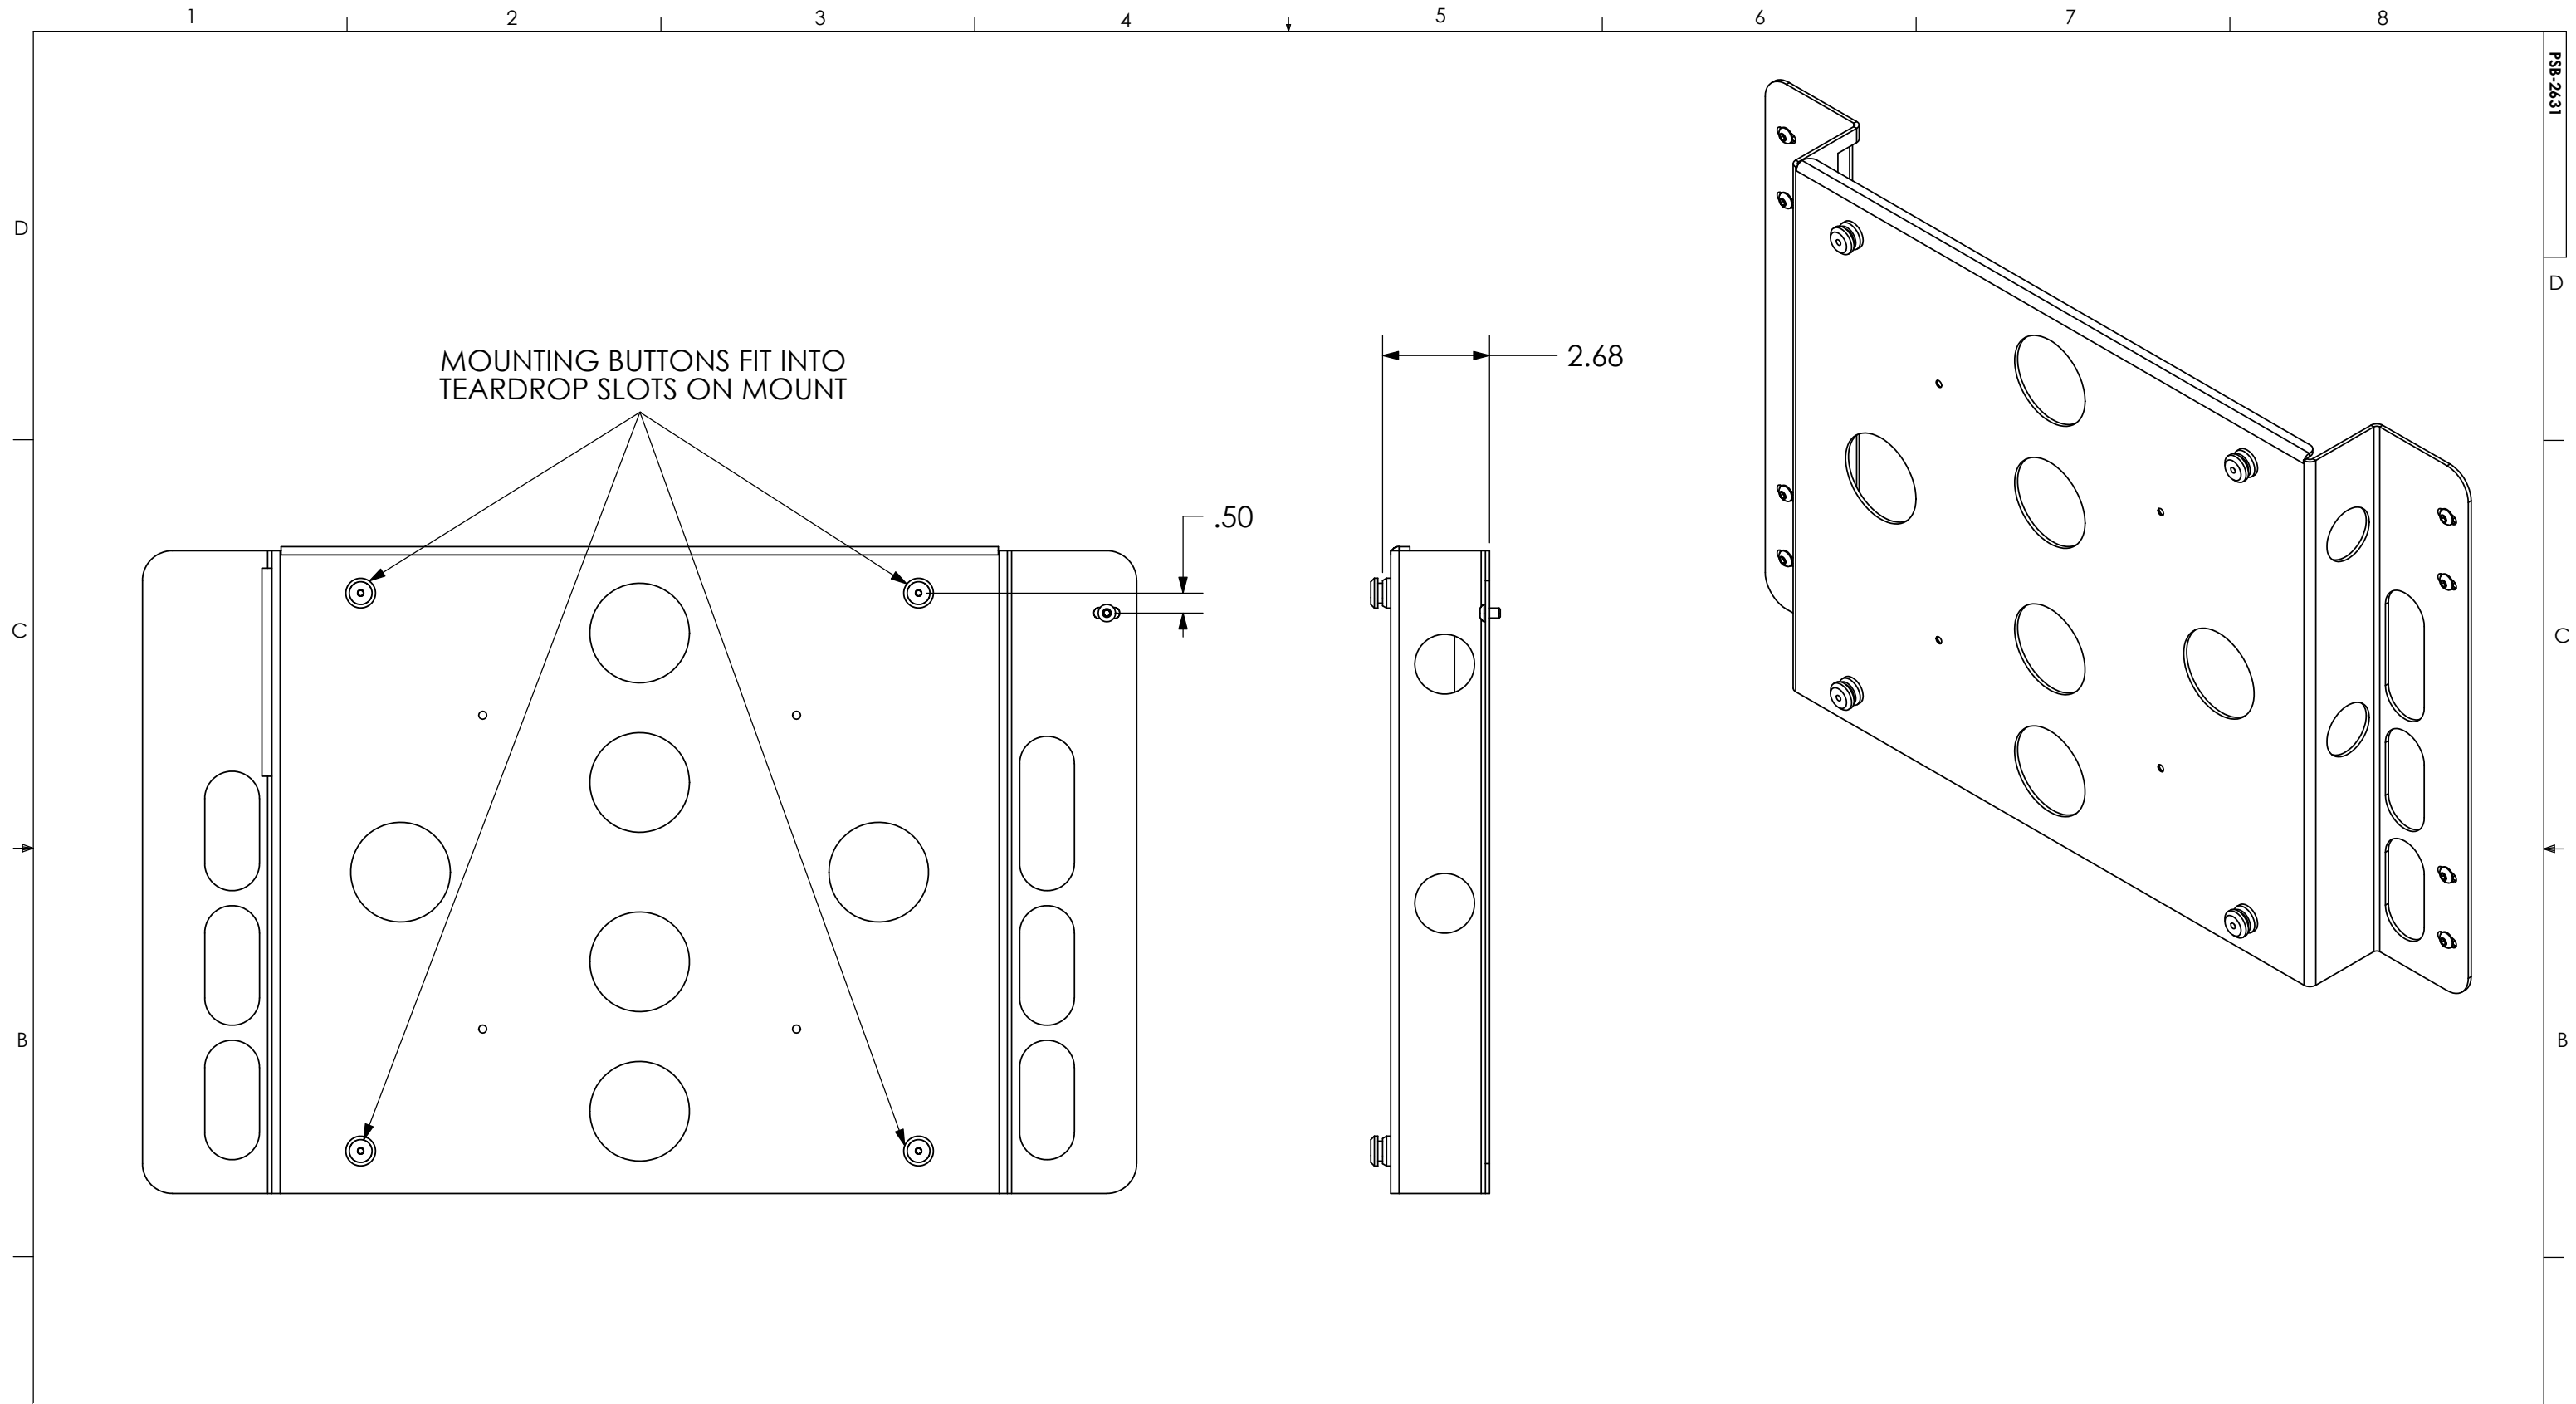 1 2 3 4 5 6 7 8
PSB-2631
D
D
MOUNTING BUTTONS FIT INTO
TEARDROP SLOTS ON MOUNT
2.68
.50
C
C
B
B